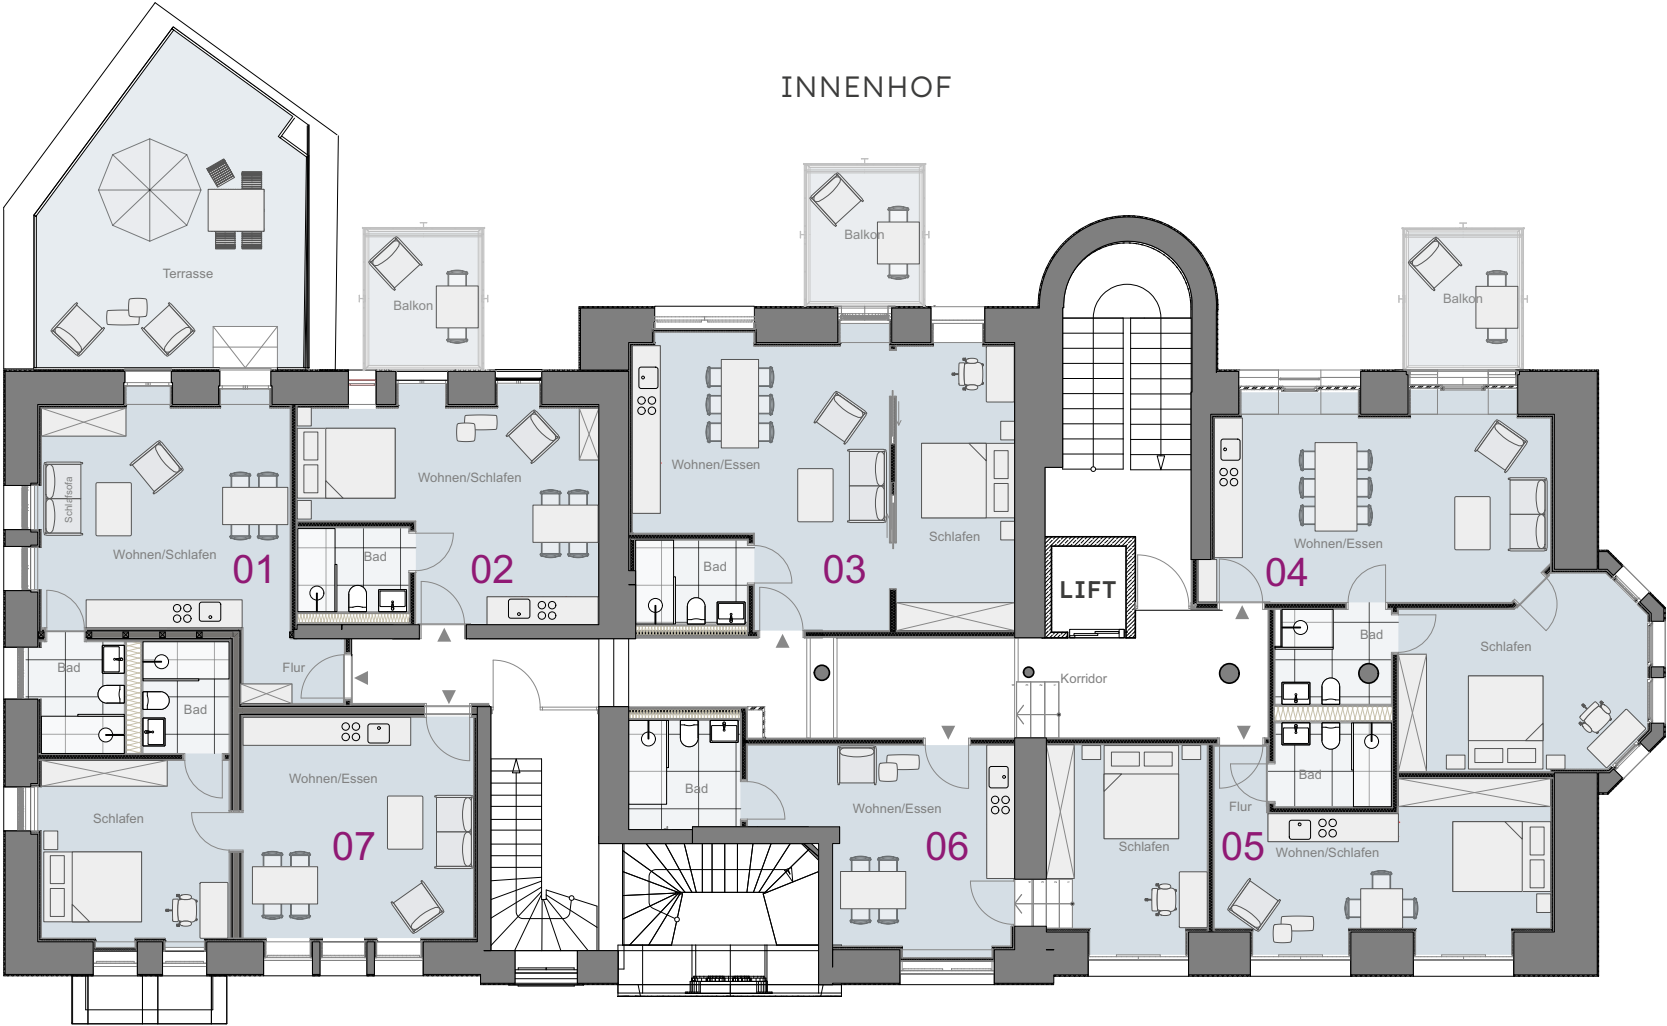 INNENHOF
Terrasse
Balkon
Balkon
Balkon
Schlafsofa
Wohnen/Schlafen
01
Wohnen/Schlafen
Bad
02
Wohnen/Essen
Schlafen
Bad
03
LIFT
Wohnen/Essen
04
Bad
Schlafen
Bad
Bad
Flur
Korridor
Wohnen/Essen
Schlafen
07
Bad
Wohnen/Essen
06
Schlafen
Bad
Flur
05
Wohnen/Schlafen